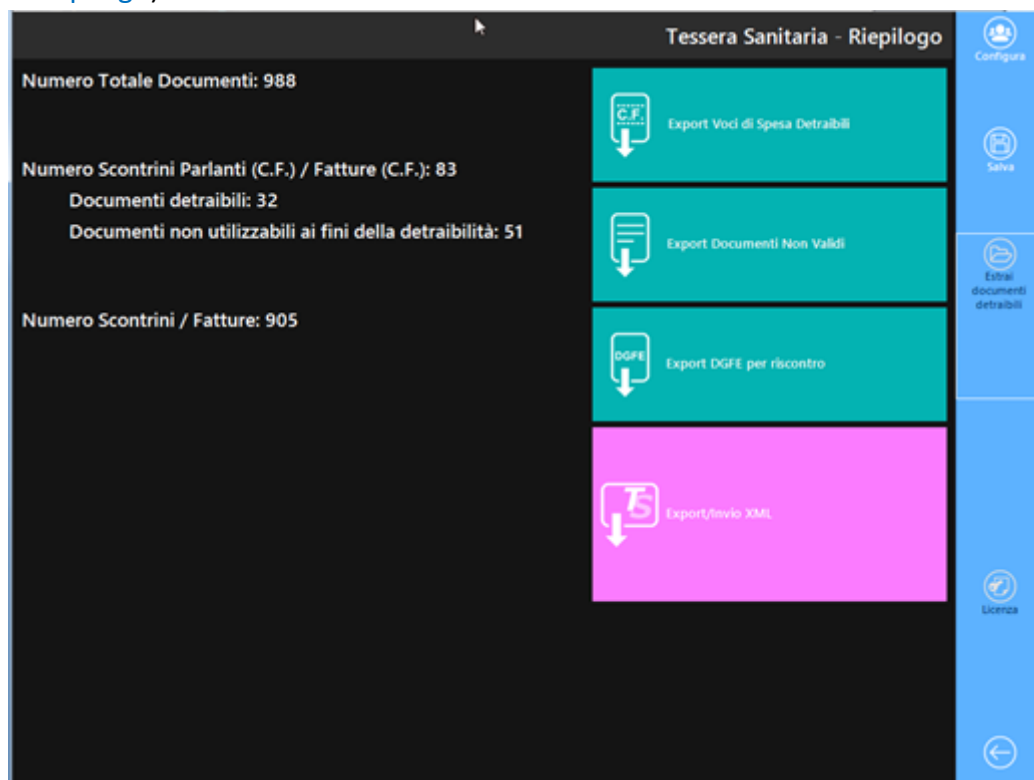 Tessera Sanitaria - Riepilogo
Numero Totale Documenti: 988
Numero Scontrini Parlanti (C.F.) / Fatture (C.F.): 83
Documenti detraibili: 32
Documenti non utilizzabili ai fini della detraibilità: 51
Numero Scontrini / Fatture: 905
C.F.
Export Voci di Spesa Detraibili
Export Documenti Non Validi
DGFE
Export DGFE per riscontro
TS
Export/Invio XML
Configura
Salva
Estrai
documenti
detraibili
Licenza